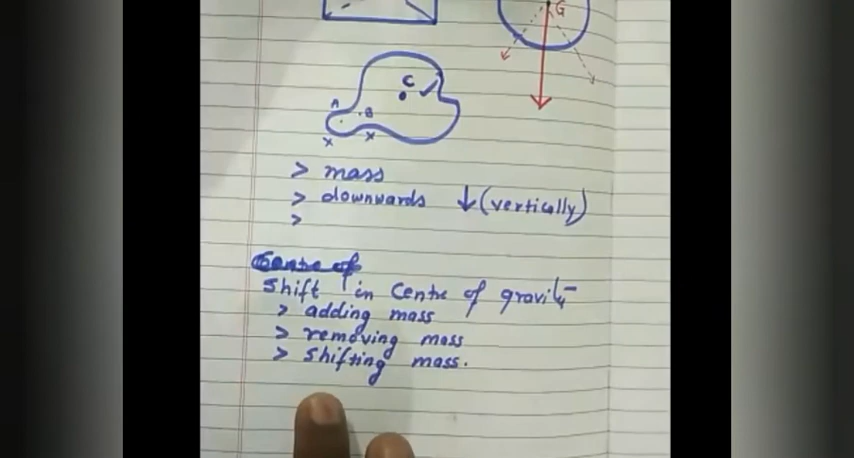 G
C
A
B
x
x
> mass
> downwards ↓ (vertically)
>
Centre of
Shift in Centre of gravity
> adding mass
> removing mass
> shifting mass.